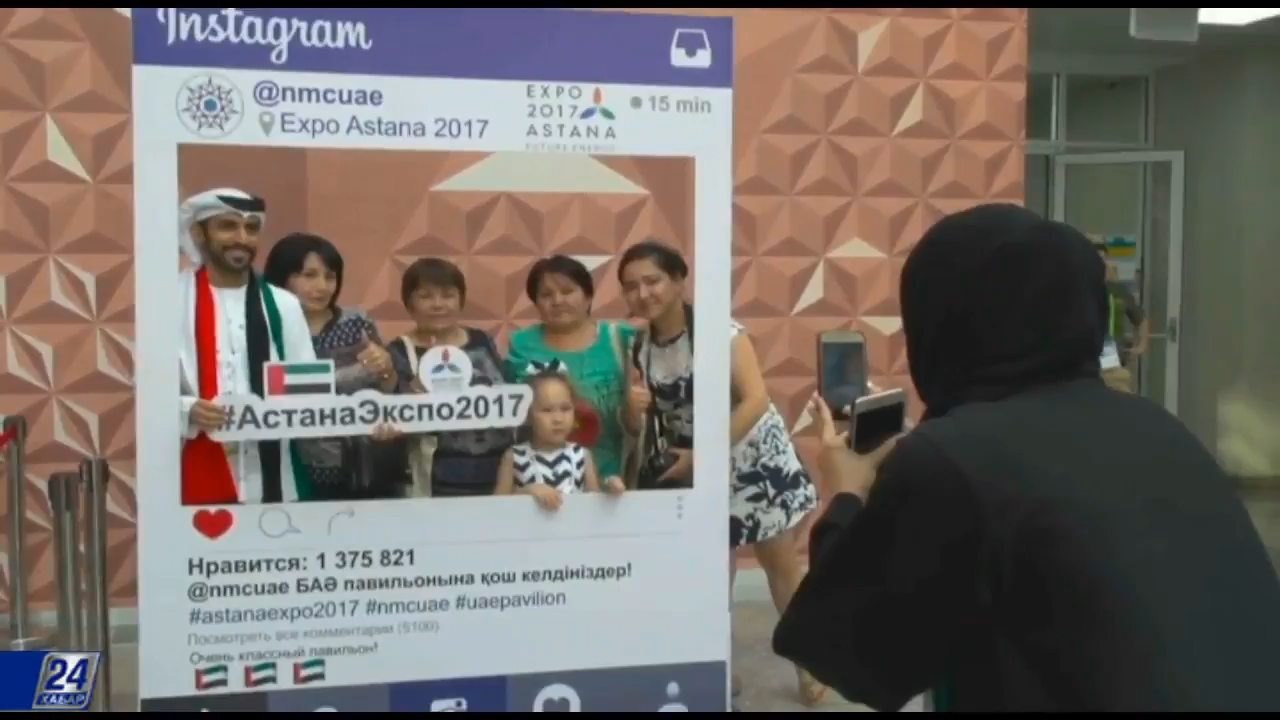 Instagram
@nmcuae
Expo Astana 2017
EXPO
2017
ASTANA
FUTURE ENERGY
15 min
#АстанаЭкспо2017
Нравится: 1 375 821
@nmcuae БАӘ павильонына қош келдініздер!
#astanaexpo2017 #nmcuae #uaepavilion
Посмотреть все комментарии (5100)
Очень классный павильон!
24
ХАБАР